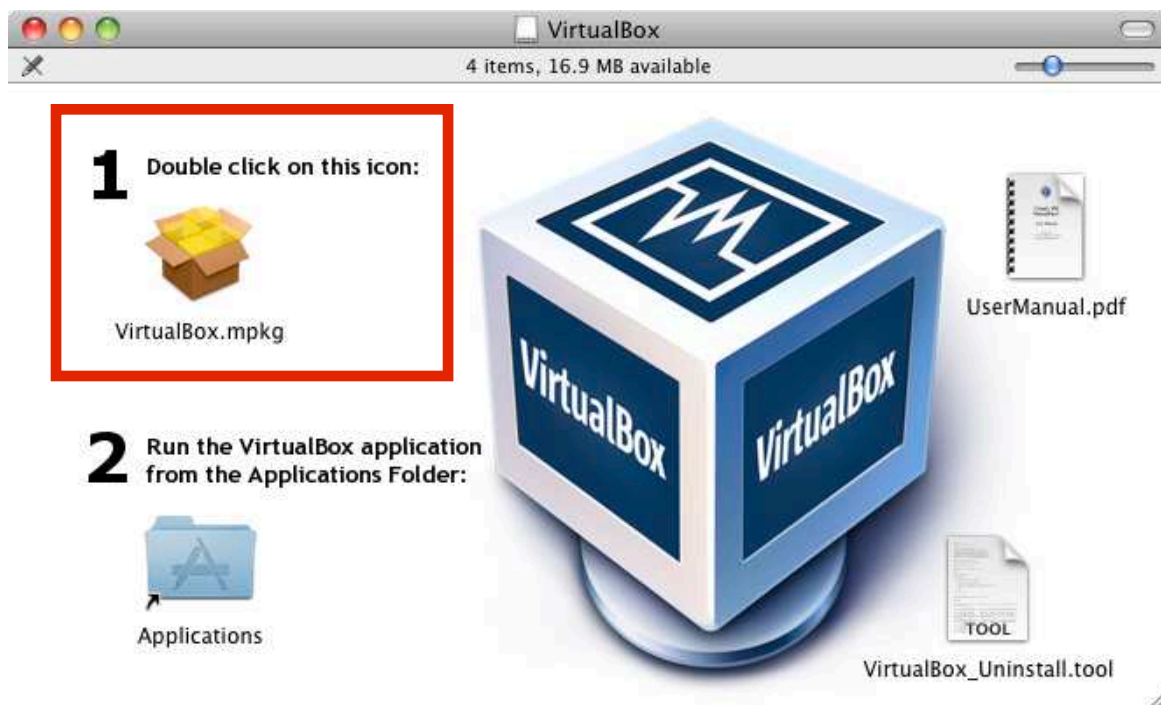 VirtualBox
4 items, 16.9 MB available
1 Double click on this icon:
VirtualBox.mpkg
2 Run the VirtualBox application
from the Applications Folder:
Applications
VirtualBox
VirtualBox
UserManual.pdf
TOOL
VirtualBox_Uninstall.tool